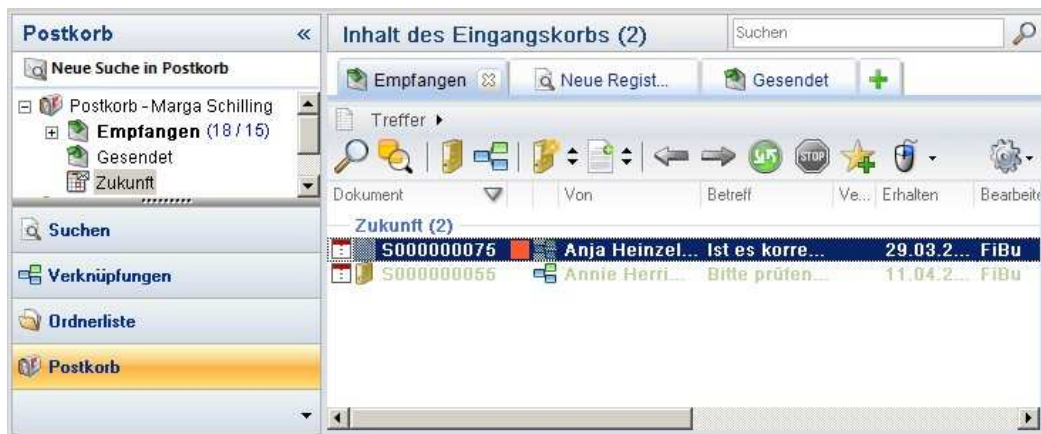 Postkorb «
Neue Suche in Postkorb
Postkorb - Marga Schilling
Empfangen (18 / 15)
Gesendet
Zukunft
Suchen
Verknüpfungen
Ordnerliste
Postkorb
Inhalt des Eingangskorbs (2) Suchen
Empfangen Neue Regist... Gesendet
Treffer
STOP
Dokument Von Betreff Ve... Erhalten Bearbeite
Zukunft (2)
S000000075 Anja Heinzel... Ist es korre... 29.03.2... FiBu
S000000055 Annie Herri... Bitte prüfen... 11.04.2... FiBu